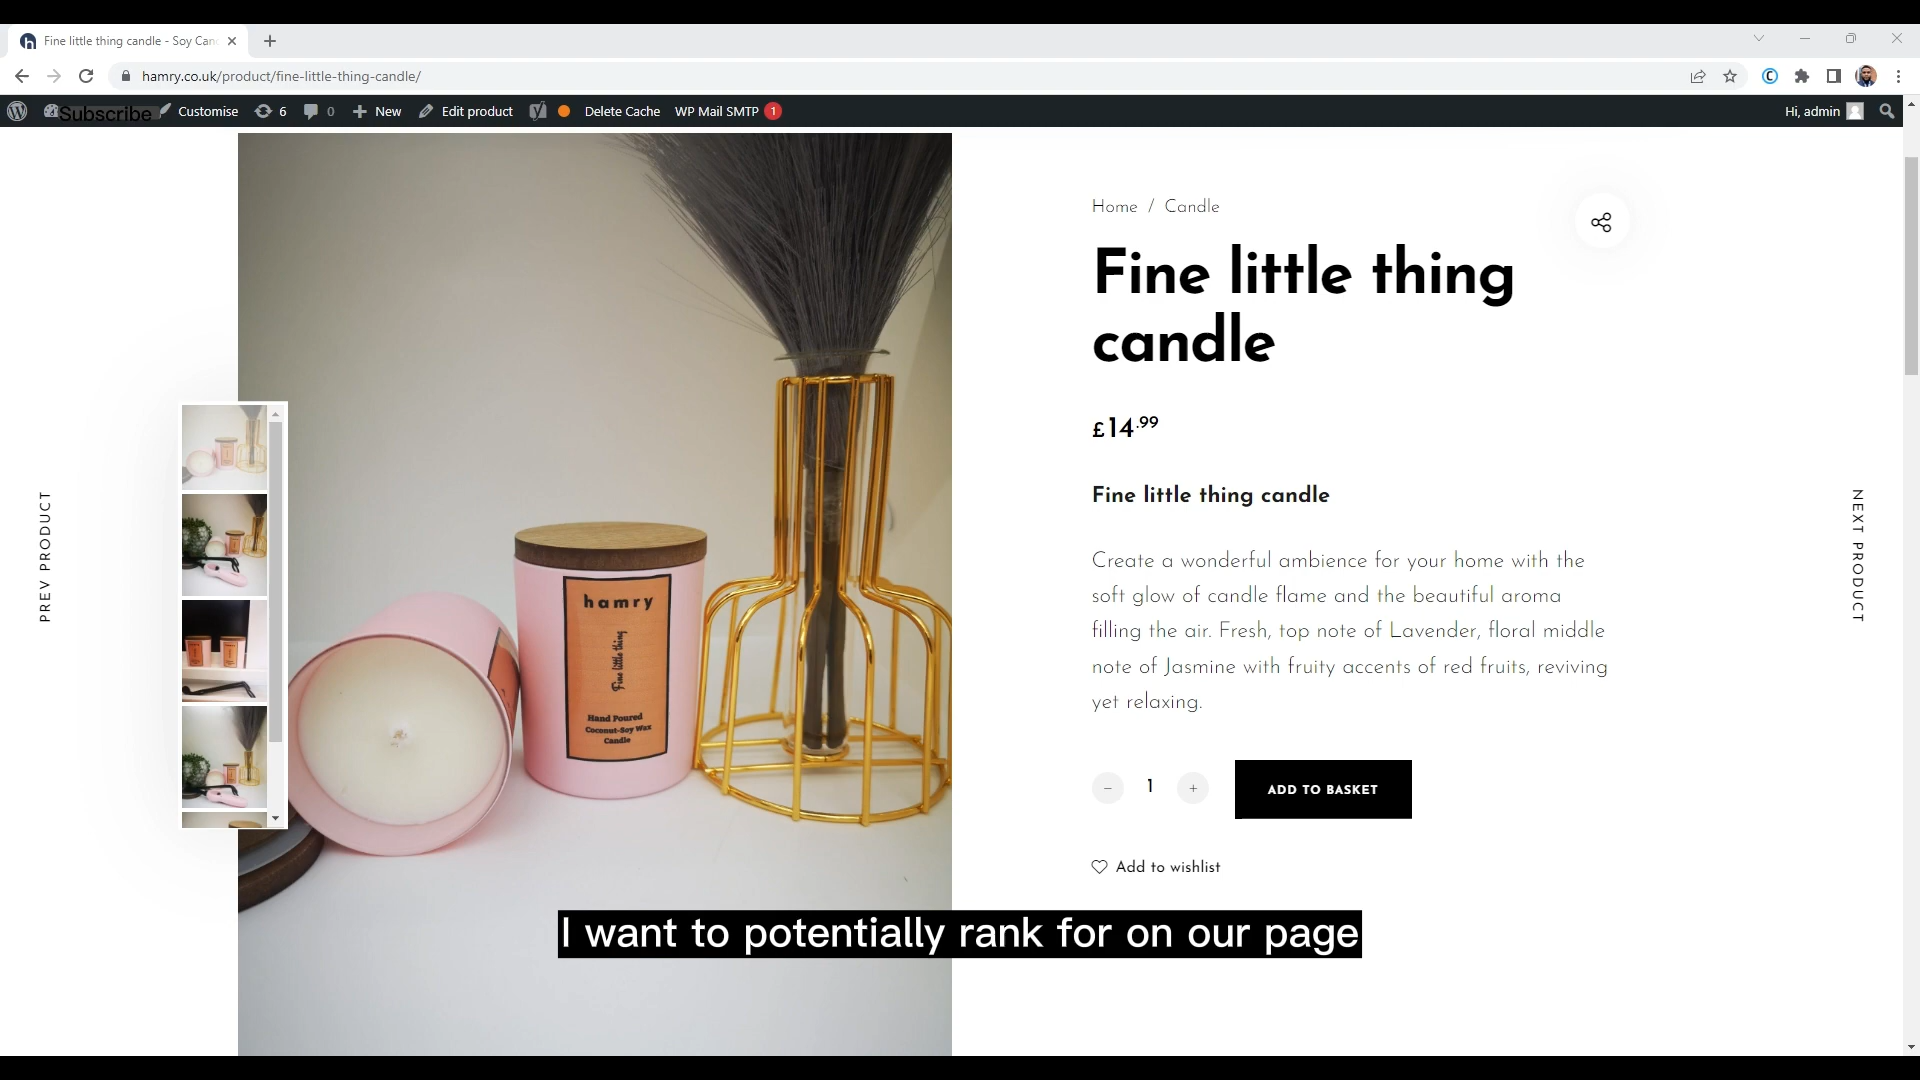 Fine little thing candle - Soy Can
hamry.co.uk/product/fine-little-thing-candle/
Subscribe
Customise
6
0
New
Edit product
Delete Cache
WP Mail SMTP
1
Hi, admin
Home / Candle
Fine little thing
candle
£14.99
Fine little thing candle
Create a wonderful ambience for your home with the
soft glow of candle flame and the beautiful aroma
filling the air. Fresh, top note of Lavender, floral middle
note of Jasmine with fruity accents of red fruits, reviving
yet relaxing.
1
ADD TO BASKET
Add to wishlist
PREV PRODUCT
NEXT PRODUCT
hamry
Fine little thing
Hand Poured
Coconut-Soy Wax
Candle
I want to potentially rank for on our page